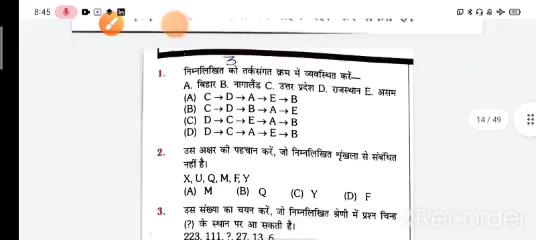 8:45
3
1. निम्नलिखित को तर्कसंगत क्रम में व्यवस्थित करें—
A. बिहार B. नागालैंड C. उत्तर प्रदेश D. राजस्थान E. असम
(A) C → D → A → E → B
(B) C → D → B → A → E
(C) D → C → E → A → B
(D) D → C → A → E → B
14 / 49
2. उस अक्षर की पहचान करें, जो निम्नलिखित शृंखला से संबंधित
नहीं है।
X, U, Q, M, F, Y
(A) M (B) Q (C) Y (D) F
3. उस संख्या का चयन करें, जो निम्नलिखित श्रेणी में प्रश्न चिन्ह
(?) के स्थान पर आ सकती है।
223, 111, ?, 27, 13, 6
Recorder